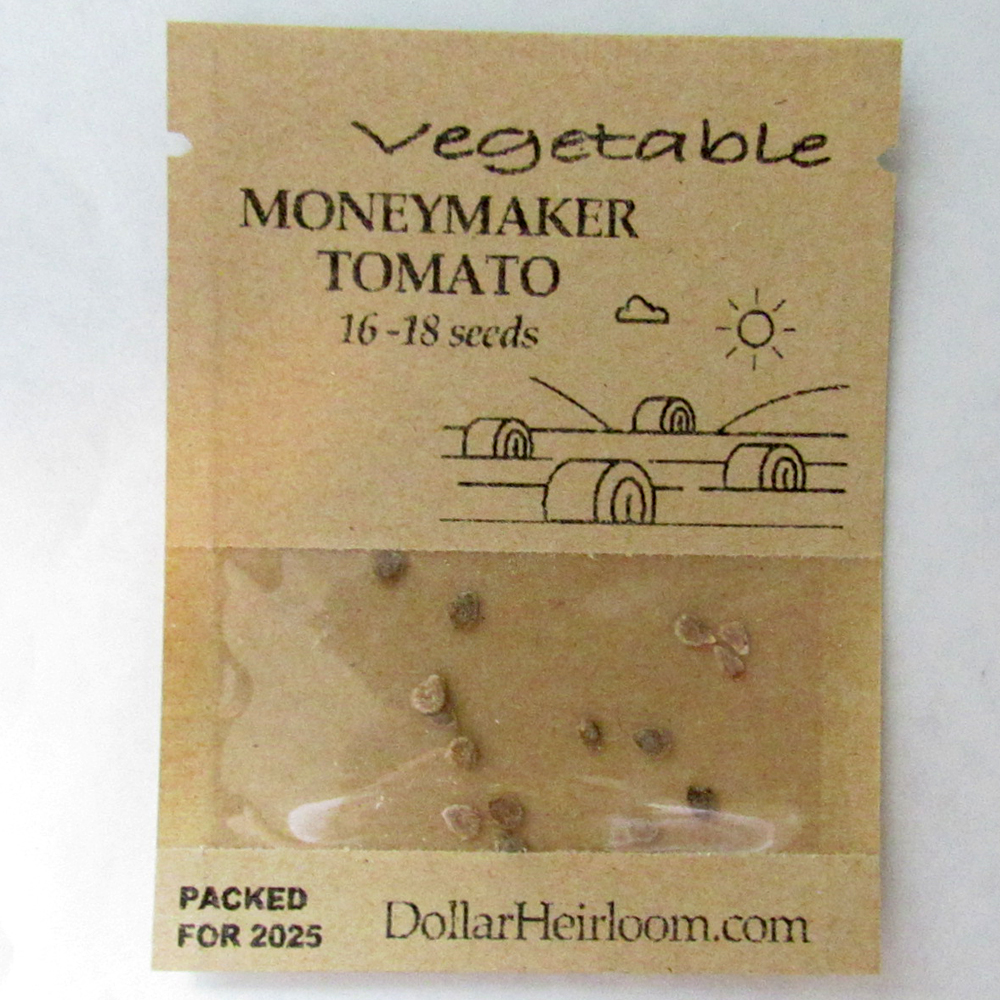 vegetable
MONEYMAKER
TOMATO
16-18 seeds
PACKED
FOR 2025
DollarHeirloom.com